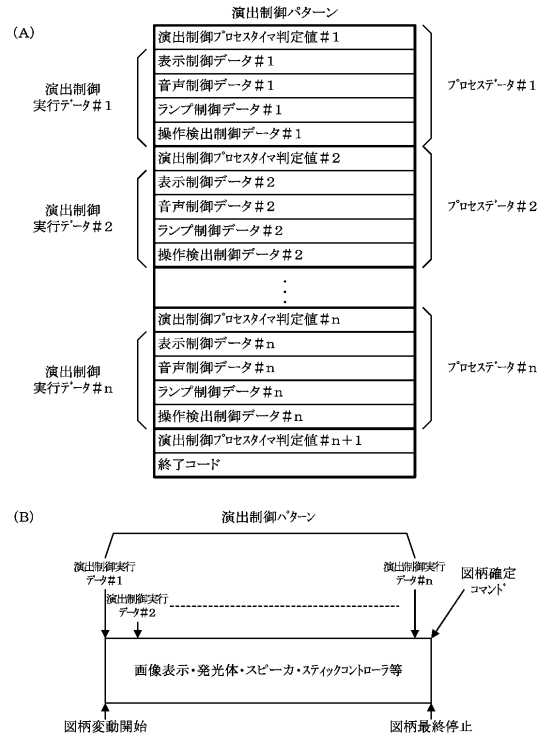 演出制御パターン
(A)
演出制御プロセスタイマ判定値＃１
表示制御データ＃１
音声制御データ＃１
ランプ制御データ＃１
操作検出制御データ＃１
演出制御
実行データ＃１
プロセスデータ＃１
演出制御プロセスタイマ判定値＃２
表示制御データ＃２
音声制御データ＃２
ランプ制御データ＃２
操作検出制御データ＃２
演出制御
実行データ＃２
プロセスデータ＃２
⋮
演出制御プロセスタイマ判定値＃ｎ
表示制御データ＃ｎ
音声制御データ＃ｎ
ランプ制御データ＃ｎ
操作検出制御データ＃ｎ
演出制御
実行データ＃ｎ
プロセスデータ＃ｎ
演出制御プロセスタイマ判定値＃ｎ＋１
終了コード
(B)
演出制御パターン
演出制御実行
データ＃１
演出制御実行
データ＃２
演出制御実行
データ＃ｎ
図柄確定
コマンド
画像表示・発光体・スピーカ・スティックコントローラ等
図柄変動開始
図柄最終停止